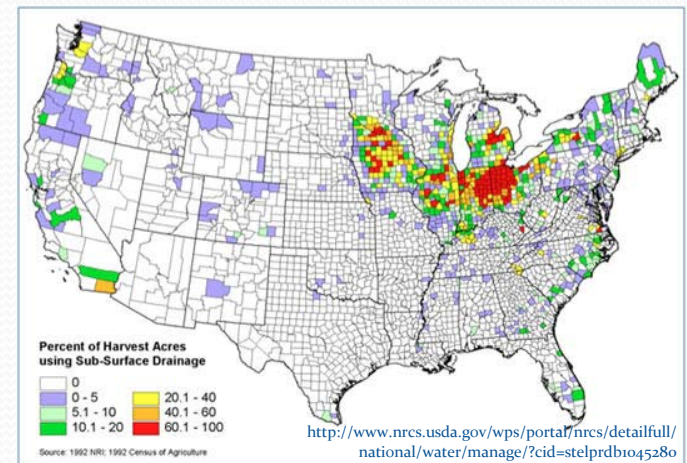 Percent of Harvest Acres
using Sub-Surface Drainage
0
0 - 5
5.1 - 10
10.1 - 20
20.1 - 40
40.1 - 60
60.1 - 100
Source: 1992 NRI; 1992 Census of Agriculture
http://www.nrcs.usda.gov/wps/portal/nrcs/detailfull/
national/water/manage/?cid=stelprdb1045280